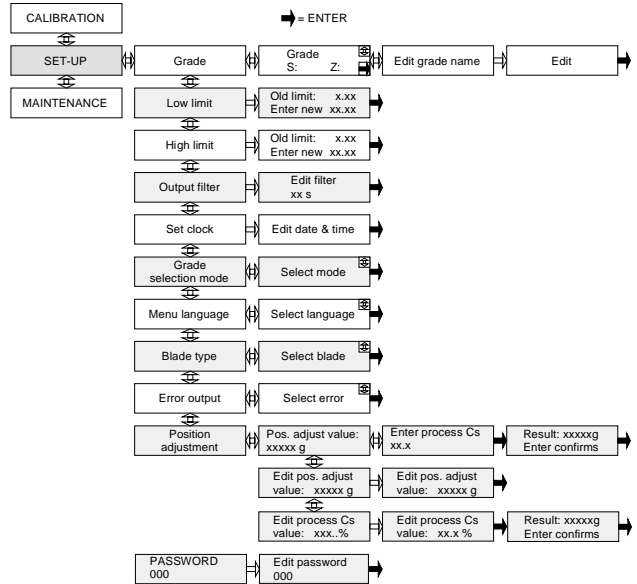 CALIBRATION
= ENTER
SET-UP
Grade
Grade
S: Z:
Edit grade name
Edit
MAINTENANCE
Low limit
Old limit: x.xx
Enter new xx.xx
High limit
Old limit: x.xx
Enter new xx.xx
Output filter
Edit filter
xx s
Set clock
Edit date & time
Grade
selection mode
Select mode
Menu language
Select language
Blade type
Select blade
Error output
Select error
Position
adjustment
Pos. adjust value:
xxxxx g
Enter process Cs
xx.x
Result: xxxxxg
Enter confirms
Edit pos. adjust
value: xxxxx g
Edit pos. adjust
value: xxxxx g
Edit process Cs
value: xxx..%
Edit process Cs
value: xx.x %
Result: xxxxxg
Enter confirms
PASSWORD
000
Edit password
000